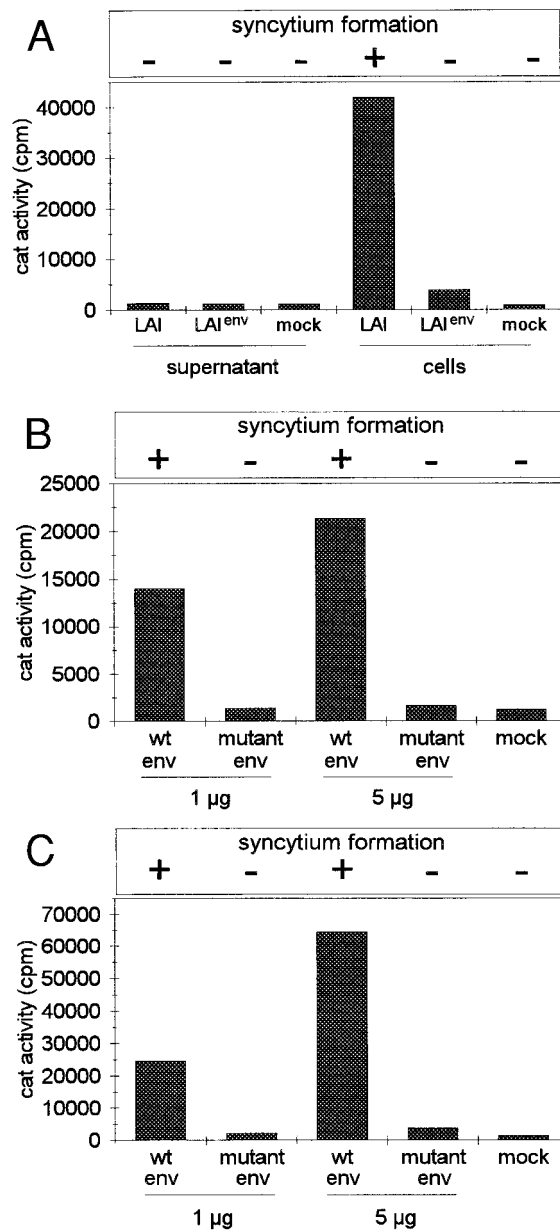 A
syncytium formation
- - - + - -
cat activity (cpm)
40000
30000
20000
10000
0
LAI LAIenv mock LAI LAIenv mock
supernatant cells
B
syncytium formation
+ - + - -
cat activity (cpm)
25000
20000
15000
10000
5000
0
wt mutant wt mutant mock
env env env env
1 µg 5 µg
C
syncytium formation
+ - + - -
cat activity (cpm)
70000
60000
50000
40000
30000
20000
10000
0
wt mutant wt mutant mock
env env env env
1 µg 5 µg